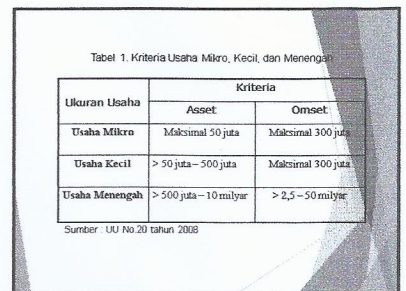 Tabel 1. Kriteria Usaha Mikro, Kecil, dan Menengah
Ukuran Usaha
Kriteria
Asset
Omset
Usaha Mikro
Maksimal 50 juta
Maksimal 300 juta
Usaha Kecil
> 50 juta – 500 juta
Maksimal 300 juta
Usaha Menengah
> 500 juta – 10 milyar
> 2,5 – 50 milyar
Sumber : UU No.20 tahun 2008